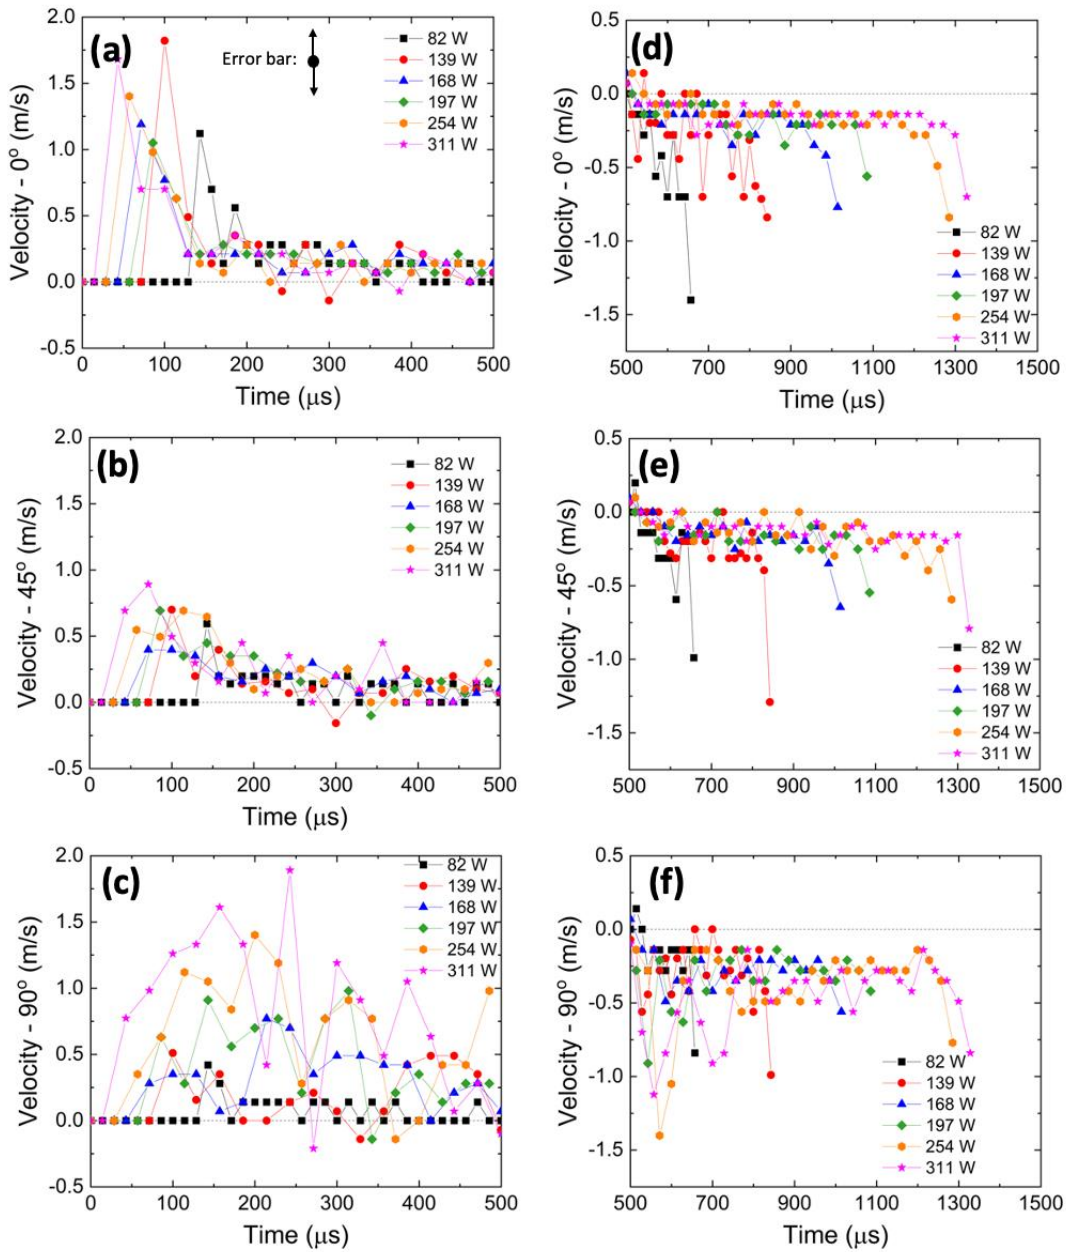 (a)
Error bar:
82 W
139 W
168 W
197 W
254 W
311 W
2.0
1.5
1.0
0.5
0.0
-0.5
Velocity - 0° (m/s)
0 100 200 300 400 500
Time (μs)
(d)
0.5
0.0
-0.5
-1.0
-1.5
Velocity - 0° (m/s)
82 W
139 W
168 W
197 W
254 W
311 W
500 700 900 1100 1300 1500
Time (μs)
(b)
82 W
139 W
168 W
197 W
254 W
311 W
2.0
1.5
1.0
0.5
0.0
-0.5
Velocity - 45° (m/s)
0 100 200 300 400 500
Time (μs)
(e)
0.5
0.0
-0.5
-1.0
-1.5
Velocity - 45° (m/s)
82 W
139 W
168 W
197 W
254 W
311 W
500 700 900 1100 1300 1500
Time (μs)
(c)
82 W
139 W
168 W
197 W
254 W
311 W
2.0
1.5
1.0
0.5
0.0
-0.5
Velocity - 90° (m/s)
0 100 200 300 400 500
Time (μs)
(f)
0.5
0.0
-0.5
-1.0
-1.5
Velocity - 90° (m/s)
82 W
139 W
168 W
197 W
254 W
311 W
500 700 900 1100 1300 1500
Time (μs)